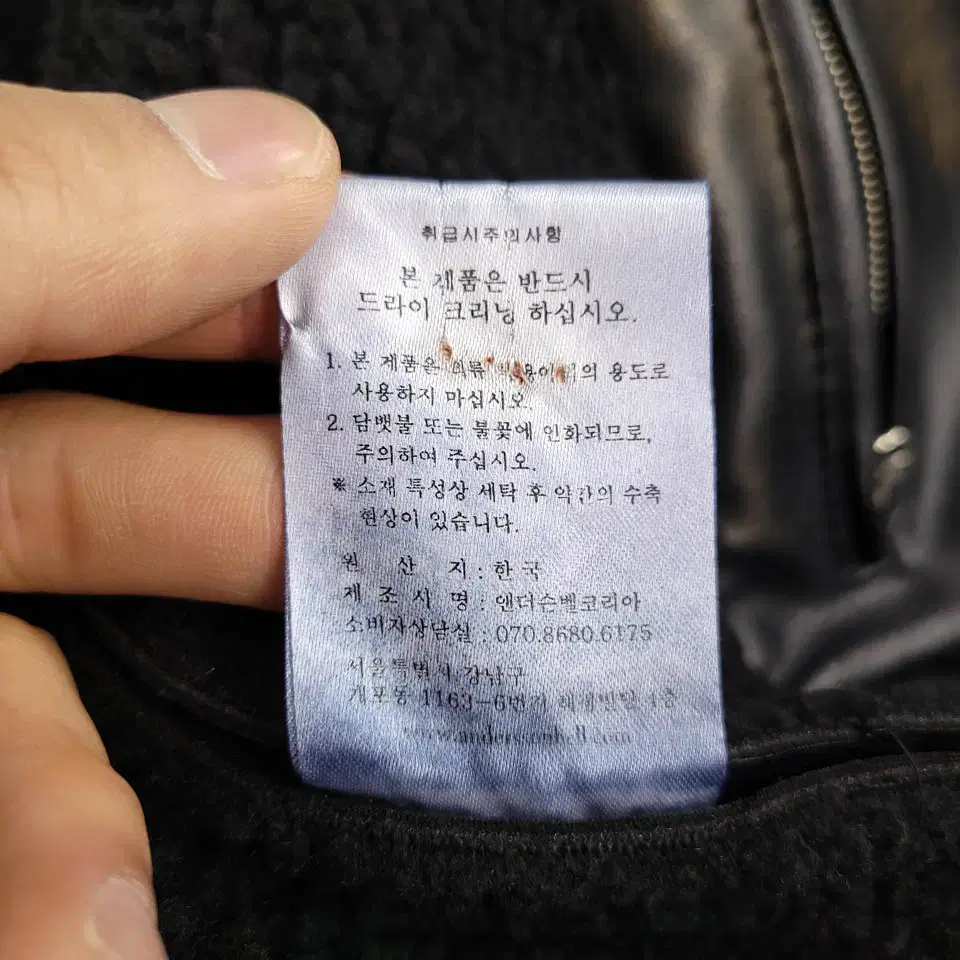 취급시주의사항
본 제품은 반드시
드라이 크리닝 하십시오.
1. 본 제품은 의류 이외의 용도로
사용하지 마십시오.
2. 담뱃불 또는 불꽃에 인화되므로,
주의하여 주십시오.
※ 소재 특성상 세탁 후 약간의 수축
현상이 있습니다.
원 산 지 : 한국
제 조 사 명 : 앤더슨벨코리아
소비자상담실 : 070.8680.6175
서울특별시 강남구
개포동 1163-6번지 4층
www.andersonbell.com